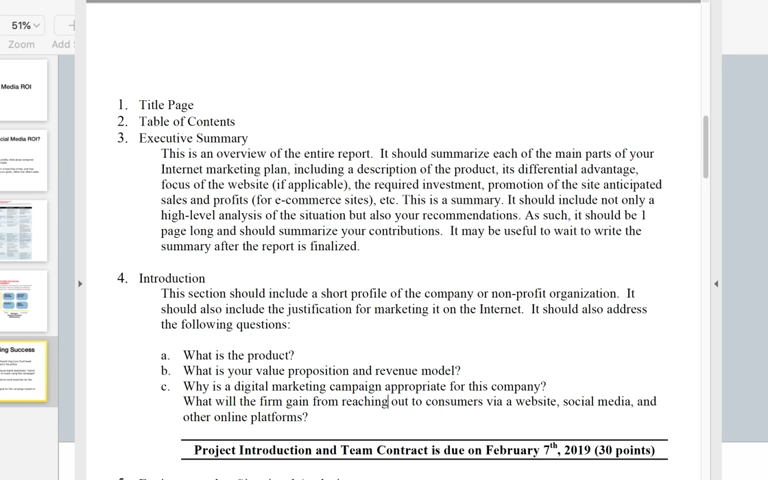 51%
Zoom
Add
Media ROI
cial Media ROI?
ing Success
1. Title Page
2. Table of Contents
3. Executive Summary
This is an overview of the entire report. It should summarize each of the main parts of your
Internet marketing plan, including a description of the product, its differential advantage,
focus of the website (if applicable), the required investment, promotion of the site anticipated
sales and profits (for e-commerce sites), etc. This is a summary. It should include not only a
high-level analysis of the situation but also your recommendations. As such, it should be 1
page long and should summarize your contributions. It may be useful to wait to write the
summary after the report is finalized.
4. Introduction
This section should include a short profile of the company or non-profit organization. It
should also include the justification for marketing it on the Internet. It should also address
the following questions:
a. What is the product?
b. What is your value proposition and revenue model?
c. Why is a digital marketing campaign appropriate for this company?
What will the firm gain from reaching out to consumers via a website, social media, and
other online platforms?
Project Introduction and Team Contract is due on February 7th, 2019 (30 points)